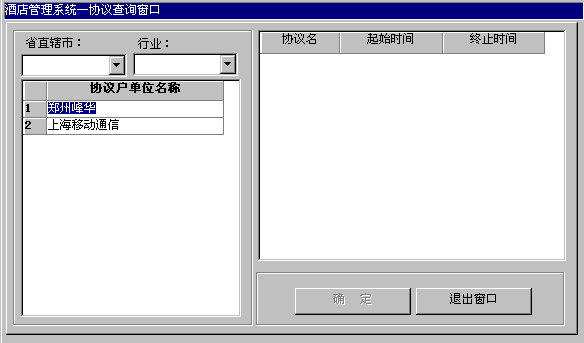 酒店管理系统—协议查询窗口
省直辖市： 行业：
协议户单位名称
1 郑州峰华
2 上海移动通信
协议名 起始时间 终止时间
确 定 退出窗口